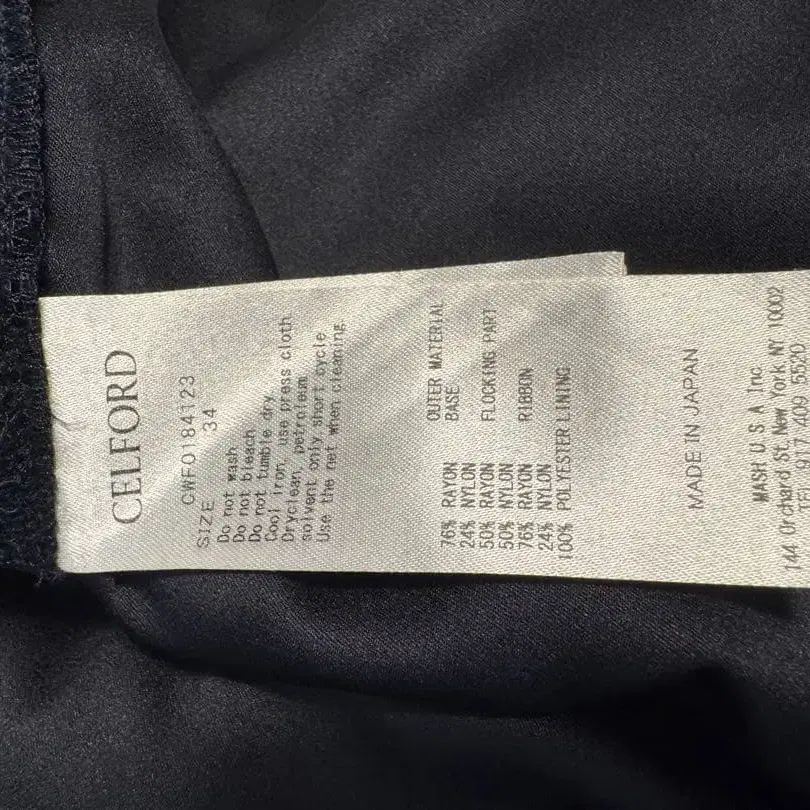 CELFORD
CWFO184123
SIZE 34
Do not wash
Do not bleach
Do not tumble dry
Cool iron, use press cloth
Dryclean, petroleum
solvent only, short cycle
Use the net when cleaning.
OUTER MATERIAL
BASE
76% RAYON
24% NYLON
FLOCKING PART
50% RAYON
50% NYLON
RIBBON
76% RAYON
24% NYLON
100% POLYESTER LINING
MADE IN JAPAN
MASH U S A Inc
144 Orchard St. New York NY 10002
917 409 5530